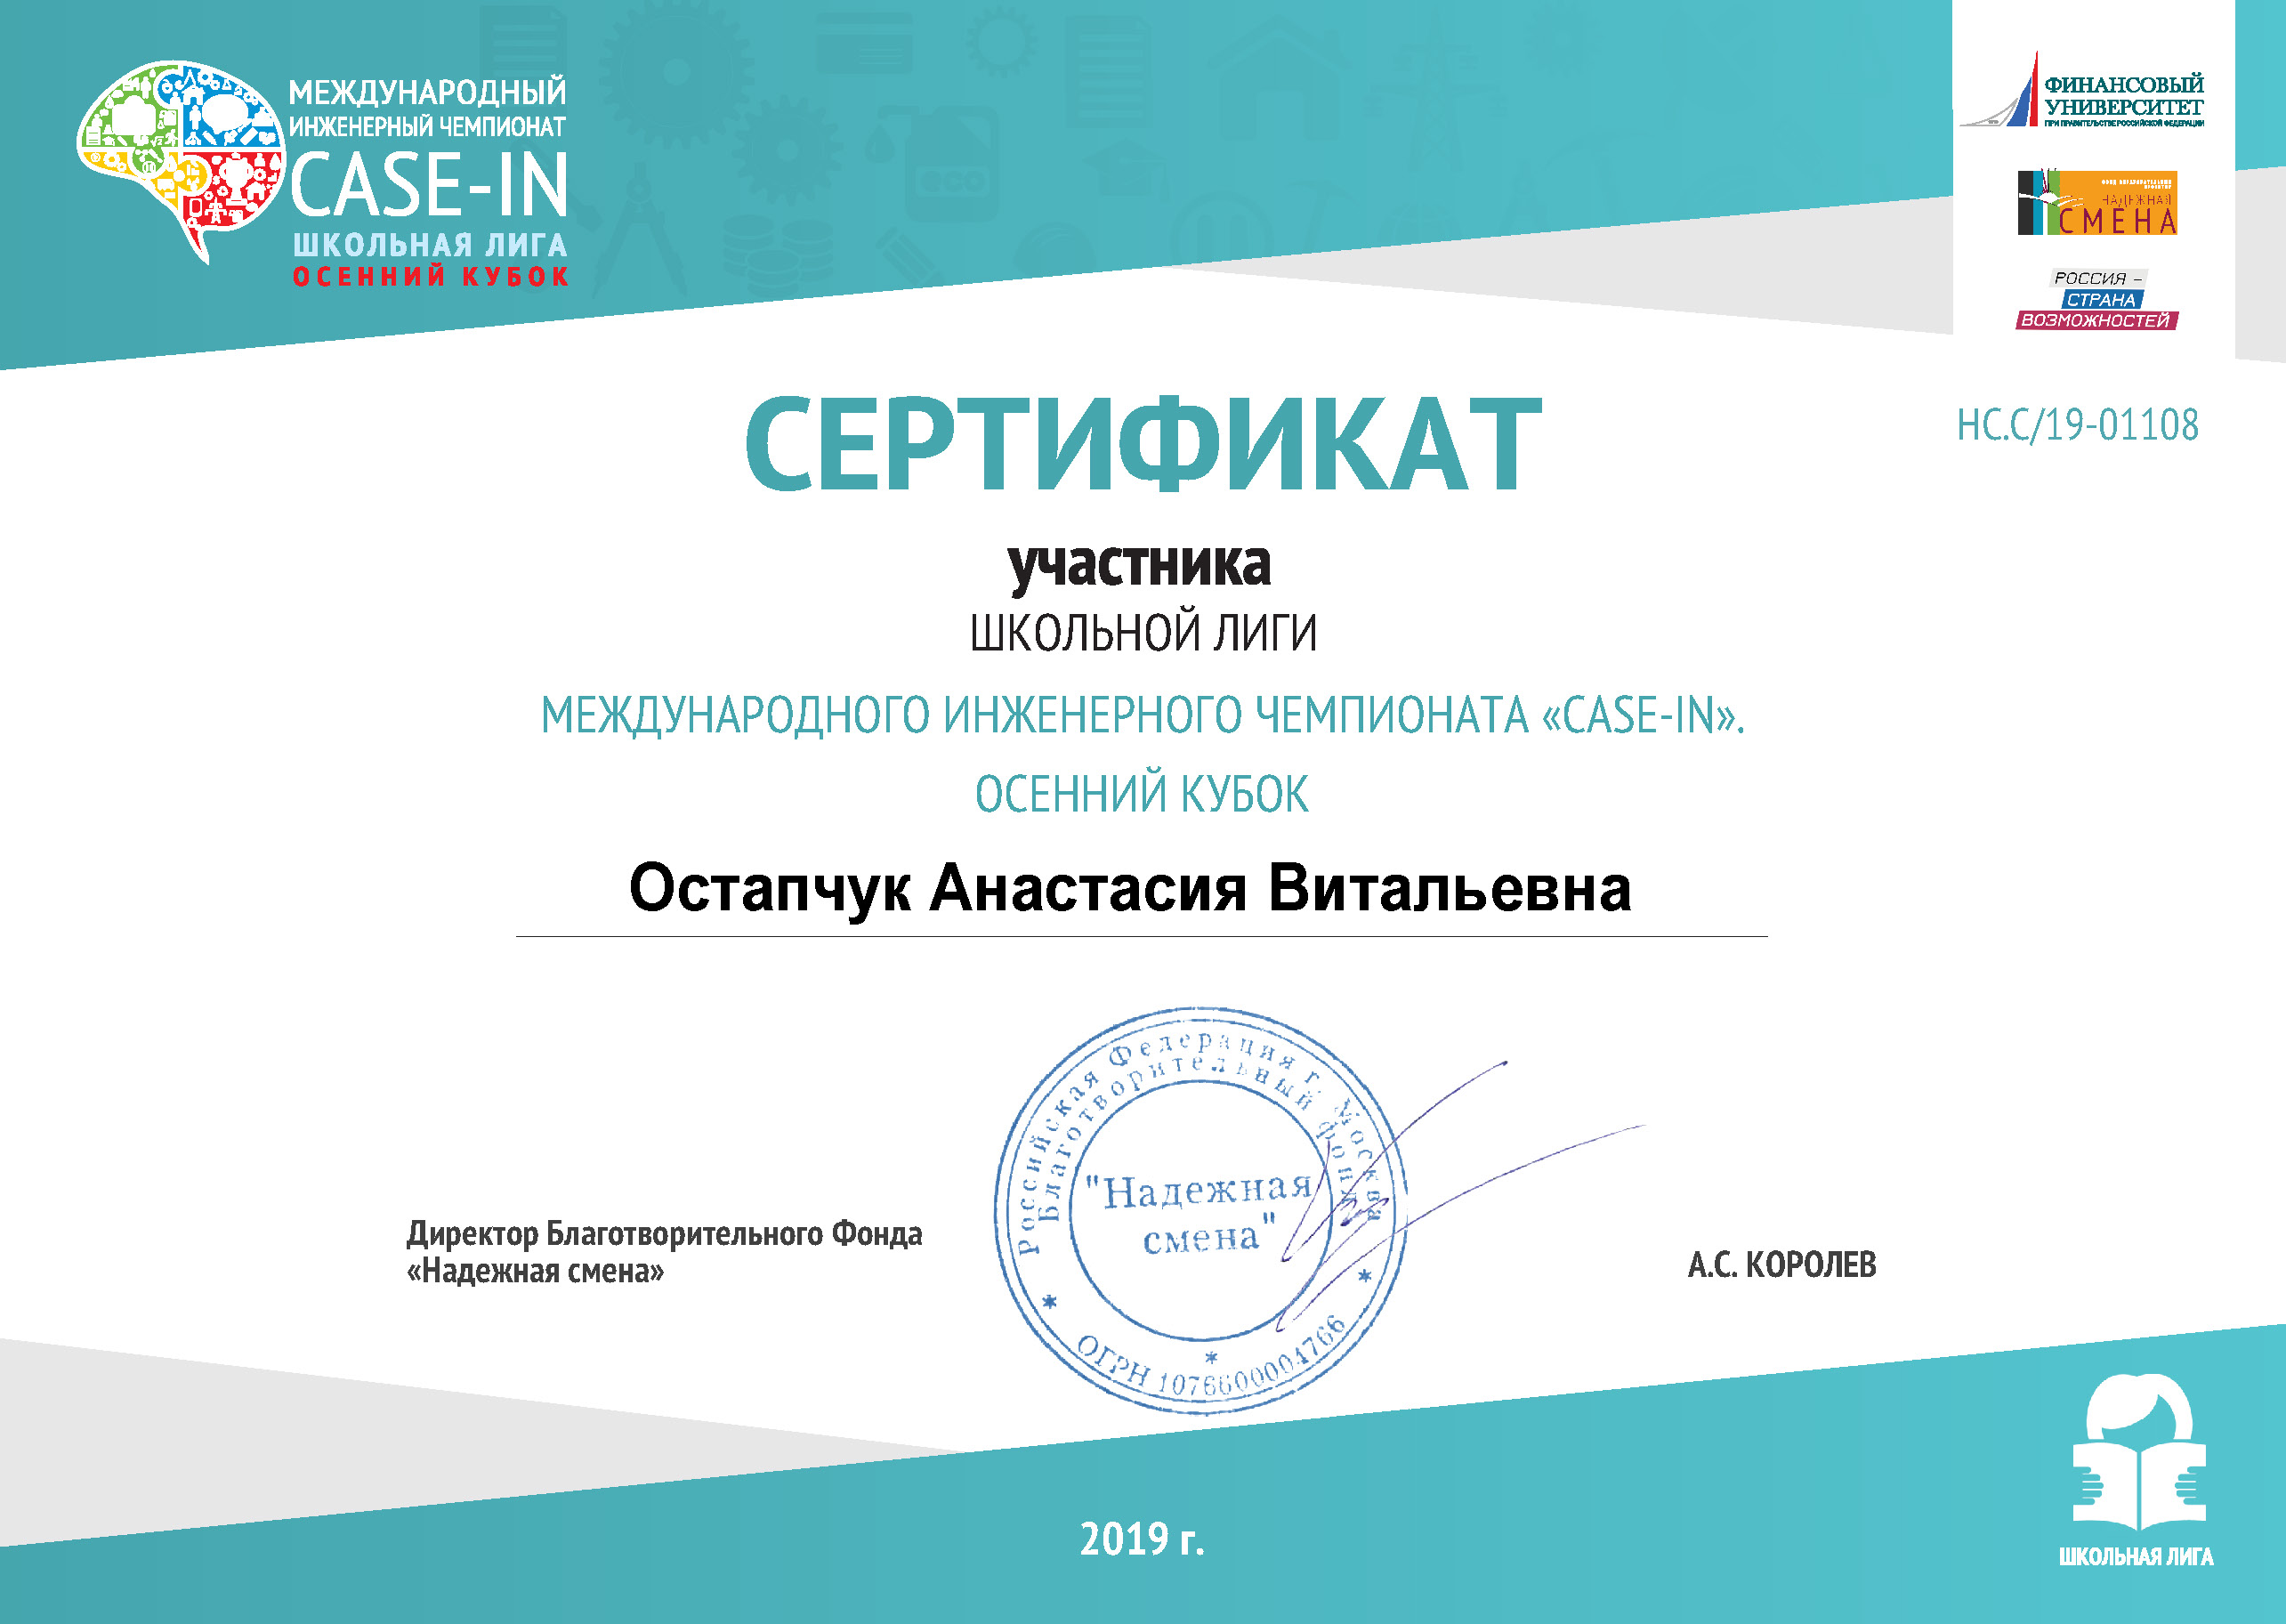 МЕЖДУНАРОДНЫЙ
ИНЖЕНЕРНЫЙ ЧЕМПИОНАТ
CASE-IN
ШКОЛЬНАЯ ЛИГА
ОСЕННИЙ КУБОК
ФИНАНСОВЫЙ
УНИВЕРСИТЕТ
ПРИ ПРАВИТЕЛЬСТВЕ РОССИЙСКОЙ ФЕДЕРАЦИИ
НАДЕЖНАЯ
СМЕНА
РОССИЯ –
СТРАНА
ВОЗМОЖНОСТЕЙ
eco
СЕРТИФИКАТ
НС.С/19-01108
участника
ШКОЛЬНОЙ ЛИГИ
МЕЖДУНАРОДНОГО ИНЖЕНЕРНОГО ЧЕМПИОНАТА «CASE-IN».
ОСЕННИЙ КУБОК
Остапчук Анастасия Витальевна
Российская Федерация г. Москва
Благотворительный фонд
"Надежная
смена"
ОГРН 1076600004766
Директор Благотворительного Фонда
«Надежная смена»
А.С. КОРОЛЕВ
2019 г.
ШКОЛЬНАЯ ЛИГА